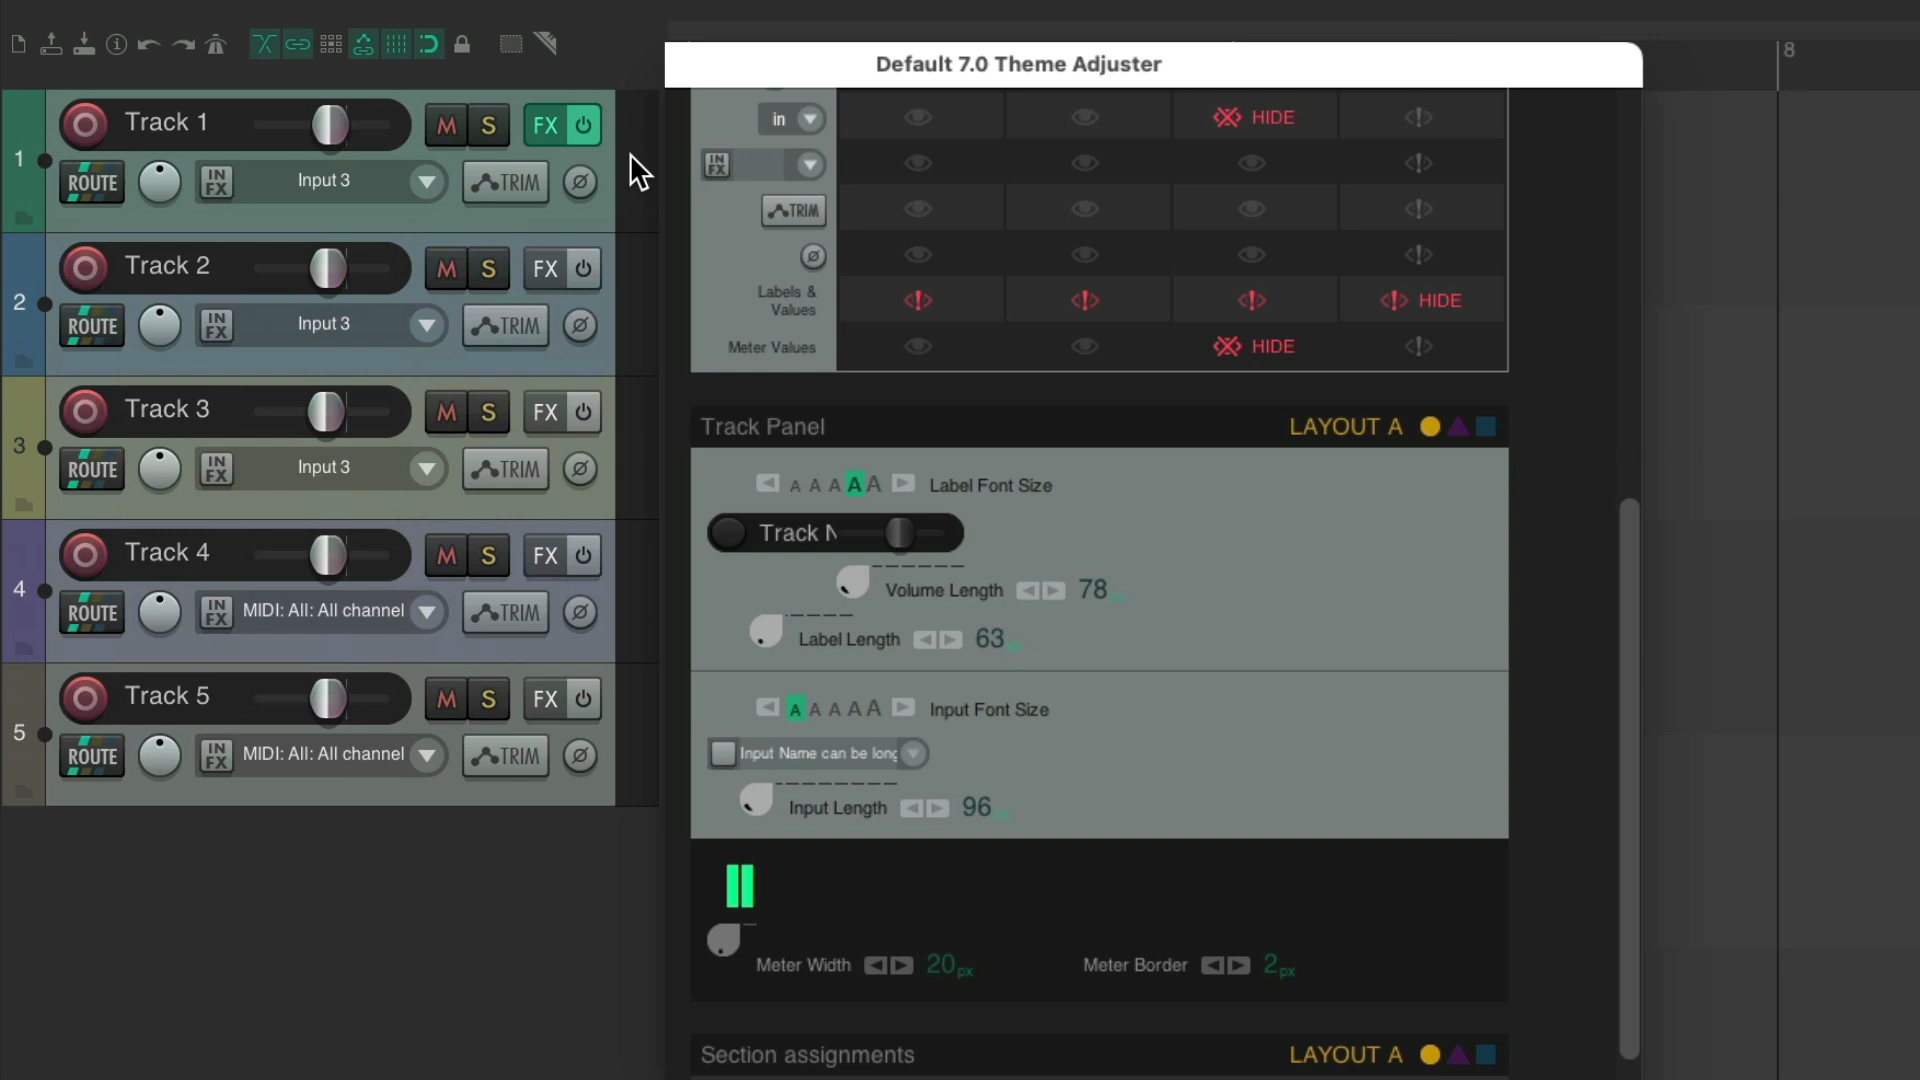 Default 7.0 Theme Adjuster
8
1
Track 1
M S FX
ROUTE
IN FX
Input 3
TRIM
2
Track 2
M S FX
ROUTE
IN FX
Input 3
TRIM
3
Track 3
M S FX
ROUTE
IN FX
Input 3
TRIM
4
Track 4
M S FX
ROUTE
IN FX
MIDI: All: All channel
TRIM
5
Track 5
M S FX
ROUTE
IN FX
MIDI: All: All channel
TRIM
in
HIDE
IN FX
TRIM
Labels &
Values
HIDE
Meter Values
HIDE
Track Panel
LAYOUT A
A A A A A Label Font Size
Track N
Volume Length 78
Label Length 63
A A A A A Input Font Size
Input Name can be long
Input Length 96
Meter Width 20px
Meter Border 2px
Section assignments
LAYOUT A